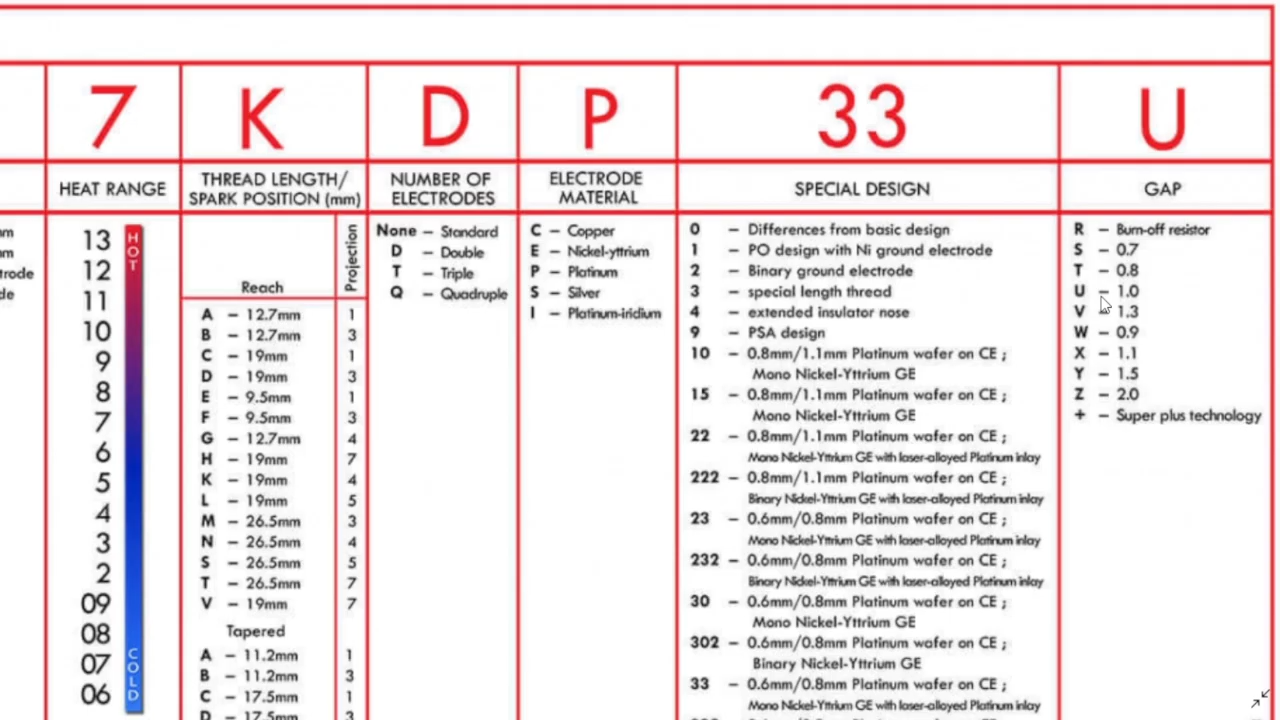 7 K D P 33 U
HEAT RANGE
THREAD LENGTH/
SPARK POSITION (mm)
NUMBER OF
ELECTRODES
ELECTRODE
MATERIAL
SPECIAL DESIGN
GAP
13
12
11
10
9
8
7
6
5
4
3
2
09
08
07
06
HOT
COLD
Reach
Projection
A – 12.7mm 1
B – 12.7mm 3
C – 19mm 1
D – 19mm 3
E – 9.5mm 1
F – 9.5mm 3
G – 12.7mm 4
H – 19mm 7
K – 19mm 4
L – 19mm 5
M – 26.5mm 3
N – 26.5mm 4
S – 26.5mm 5
T – 26.5mm 7
V – 19mm 7
Tapered
A – 11.2mm 1
B – 11.2mm 3
C – 17.5mm 1
D – 17.5mm 3
None – Standard
D – Double
T – Triple
Q – Quadruple
C – Copper
E – Nickel-yttrium
P – Platinum
S – Silver
I – Platinum-iridium
0 – Differences from basic design
1 – PO design with Ni ground electrode
2 – Binary ground electrode
3 – special length thread
4 – extended insulator nose
9 – PSA design
10 – 0.8mm/1.1mm Platinum wafer on CE ;
Mono Nickel-Yttrium GE
15 – 0.8mm/1.1mm Platinum wafer on CE ;
Mono Nickel-Yttrium GE
22 – 0.8mm/1.1mm Platinum wafer on CE ;
Mono Nickel-Yttrium GE with laser-alloyed Platinum inlay
222 – 0.8mm/1.1mm Platinum wafer on CE ;
Binary Nickel-Yttrium GE with laser-alloyed Platinum inlay
23 – 0.6mm/0.8mm Platinum wafer on CE ;
Mono Nickel-Yttrium GE with laser-alloyed Platinum inlay
232 – 0.6mm/0.8mm Platinum wafer on CE ;
Binary Nickel-Yttrium GE with laser-alloyed Platinum inlay
30 – 0.6mm/0.8mm Platinum wafer on CE ;
Mono Nickel-Yttrium GE
302 – 0.6mm/0.8mm Platinum wafer on CE ;
Binary Nickel-Yttrium GE
33 – 0.6mm/0.8mm Platinum wafer on CE ;
Mono Nickel-Yttrium GE with laser-alloyed Platinum inlay
R – Burn-off resistor
S – 0.7
T – 0.8
U – 1.0
V – 1.3
W – 0.9
X – 1.1
Y – 1.5
Z – 2.0
+ – Super plus technology